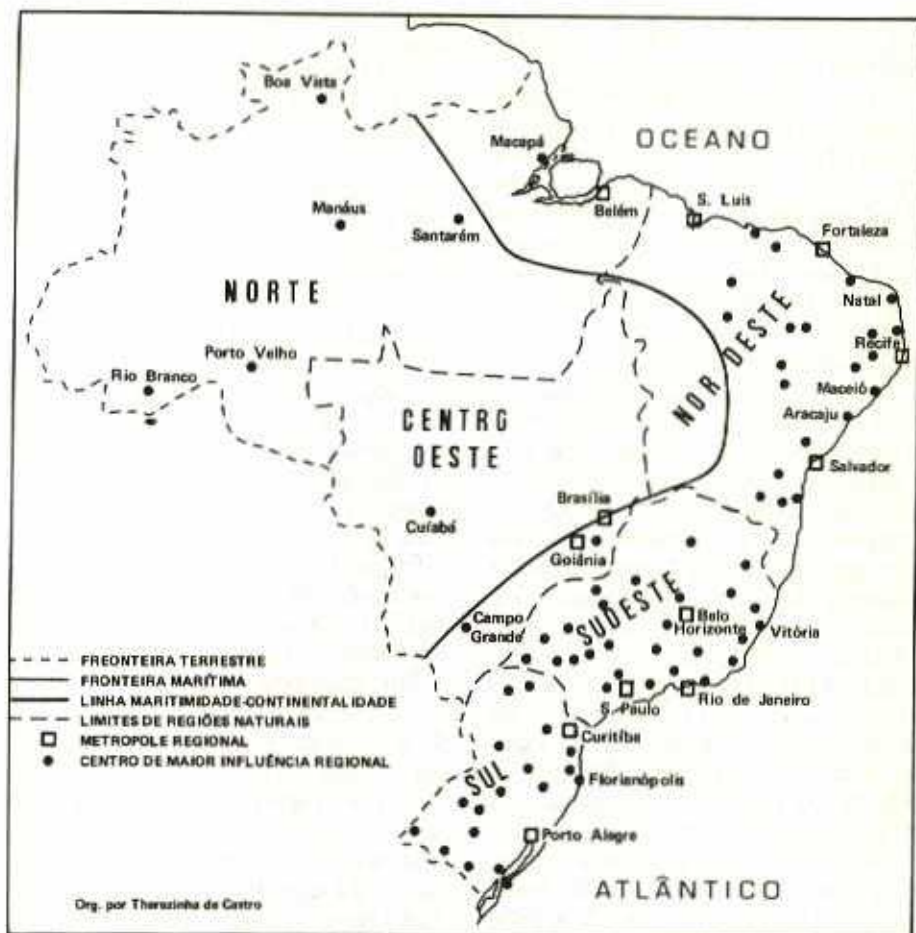 Boa Vista
OCEANO
Macapá
Belém
S. Luis
Manáus
Santarém
Fortaleza
NORTE
Natal
NORDESTE
Recife
Porto Velho
Rio Branco
Maceió
CENTRO
OESTE
Aracaju
Salvador
Brasília
Cuíabá
Goiânia
SUDESTE
Campo
Grande
Belo
Horizonte
Vitória
FREONTEIRA TERRESTRE
FRONTEIRA MARÍTIMA
LINHA MARITIMIDADE-CONTINENTALIDADE
LIMITES DE REGIÕES NATURAIS
METROPOLE REGIONAL
CENTRO DE MAIOR INFLUÊNCIA REGIONAL
S. Paulo
Rio de Janeiro
Curitíba
SUL
Florianópolis
Porto Alegre
ATLÂNTICO
Org. por Therezinha de Castro